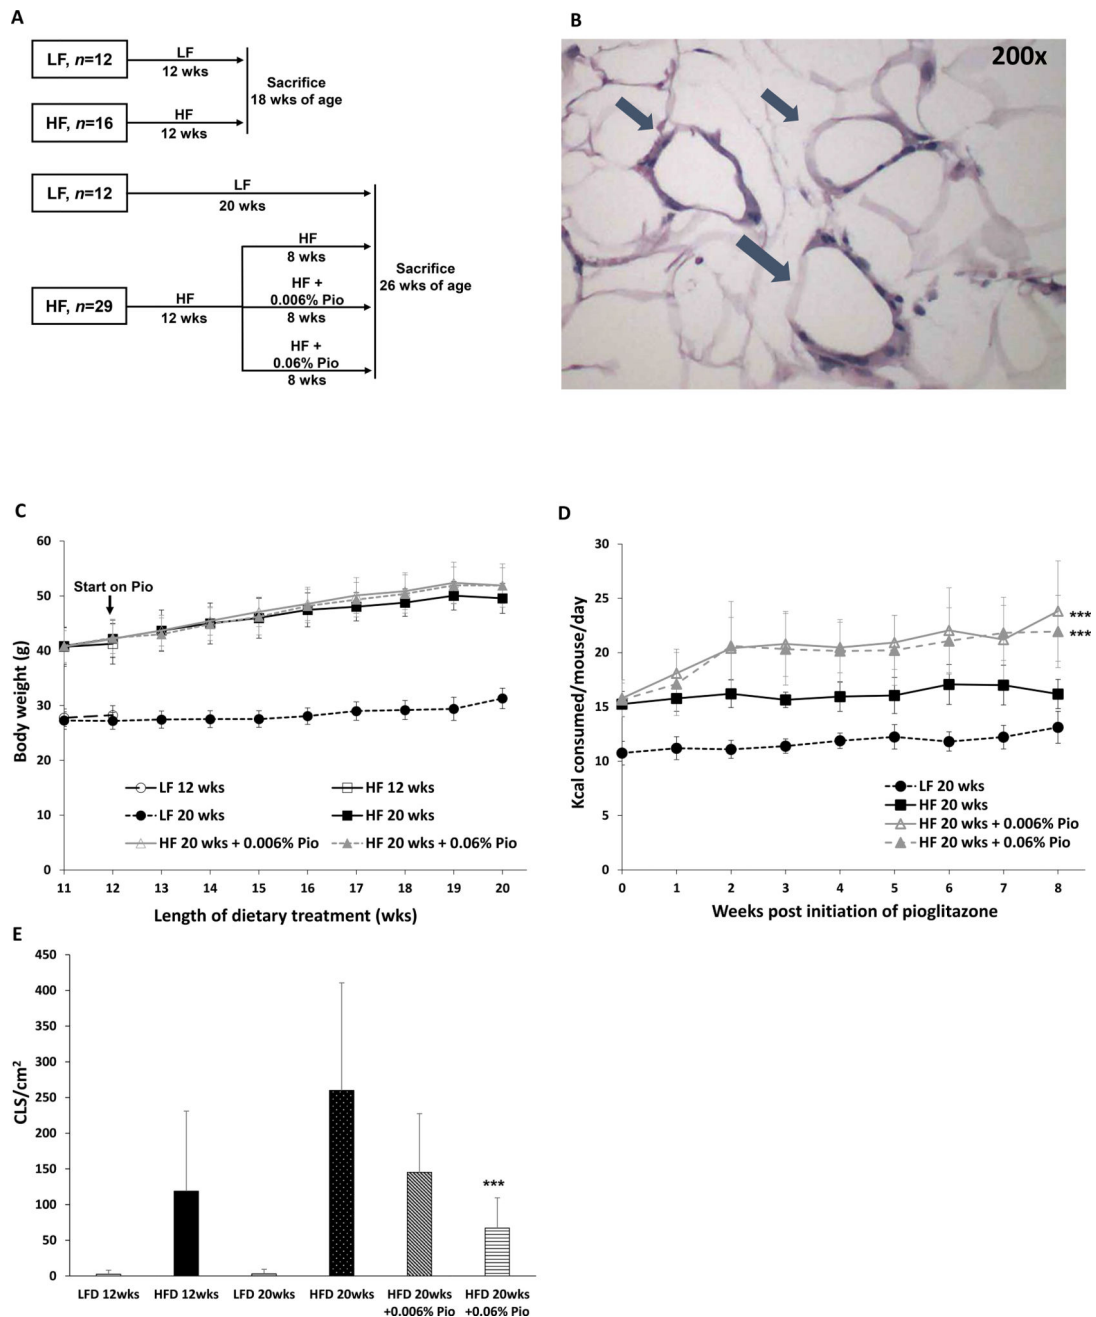 A
LF, n=12
LF
12 wks
HF, n=16
HF
12 wks
Sacrifice
18 wks of age
LF, n=12
LF
20 wks
HF, n=29
HF
12 wks
HF
8 wks
HF +
0.006% Pio
8 wks
HF +
0.06% Pio
8 wks
Sacrifice
26 wks of age
B
200x
C
Body weight (g)
60
50
40
30
20
10
0
Start on Pio
LF 12 wks
HF 12 wks
LF 20 wks
HF 20 wks
HF 20 wks + 0.006% Pio
HF 20 wks + 0.06% Pio
11 12 13 14 15 16 17 18 19 20
Length of dietary treatment (wks)
D
Kcal consumed/mouse/day
30
25
20
15
10
5
0
***
***
LF 20 wks
HF 20 wks
HF 20 wks + 0.006% Pio
HF 20 wks + 0.06% Pio
0 1 2 3 4 5 6 7 8
Weeks post initiation of pioglitazone
E
CLS/cm²
450
400
350
300
250
200
150
100
50
0
***
LFD 12wks
HFD 12wks
LFD 20wks
HFD 20wks
HFD 20wks
+0.006% Pio
HFD 20wks
+0.06% Pio